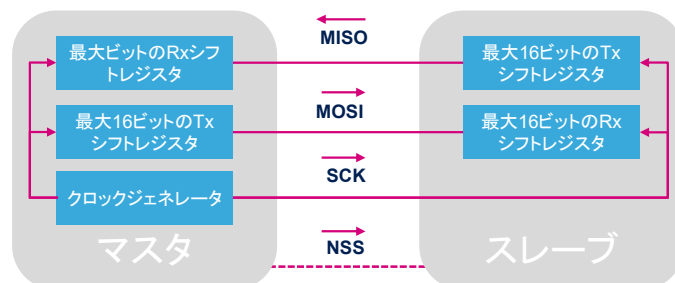 MISO
最大ビットのRxシフ
トレジスタ
最大16ビットのTx
シフトレジスタ
MOSI
最大16ビットのTx
シフトレジスタ
最大16ビットのRx
シフトレジスタ
SCK
クロックジェネレータ
マスタ
NSS
スレーブ